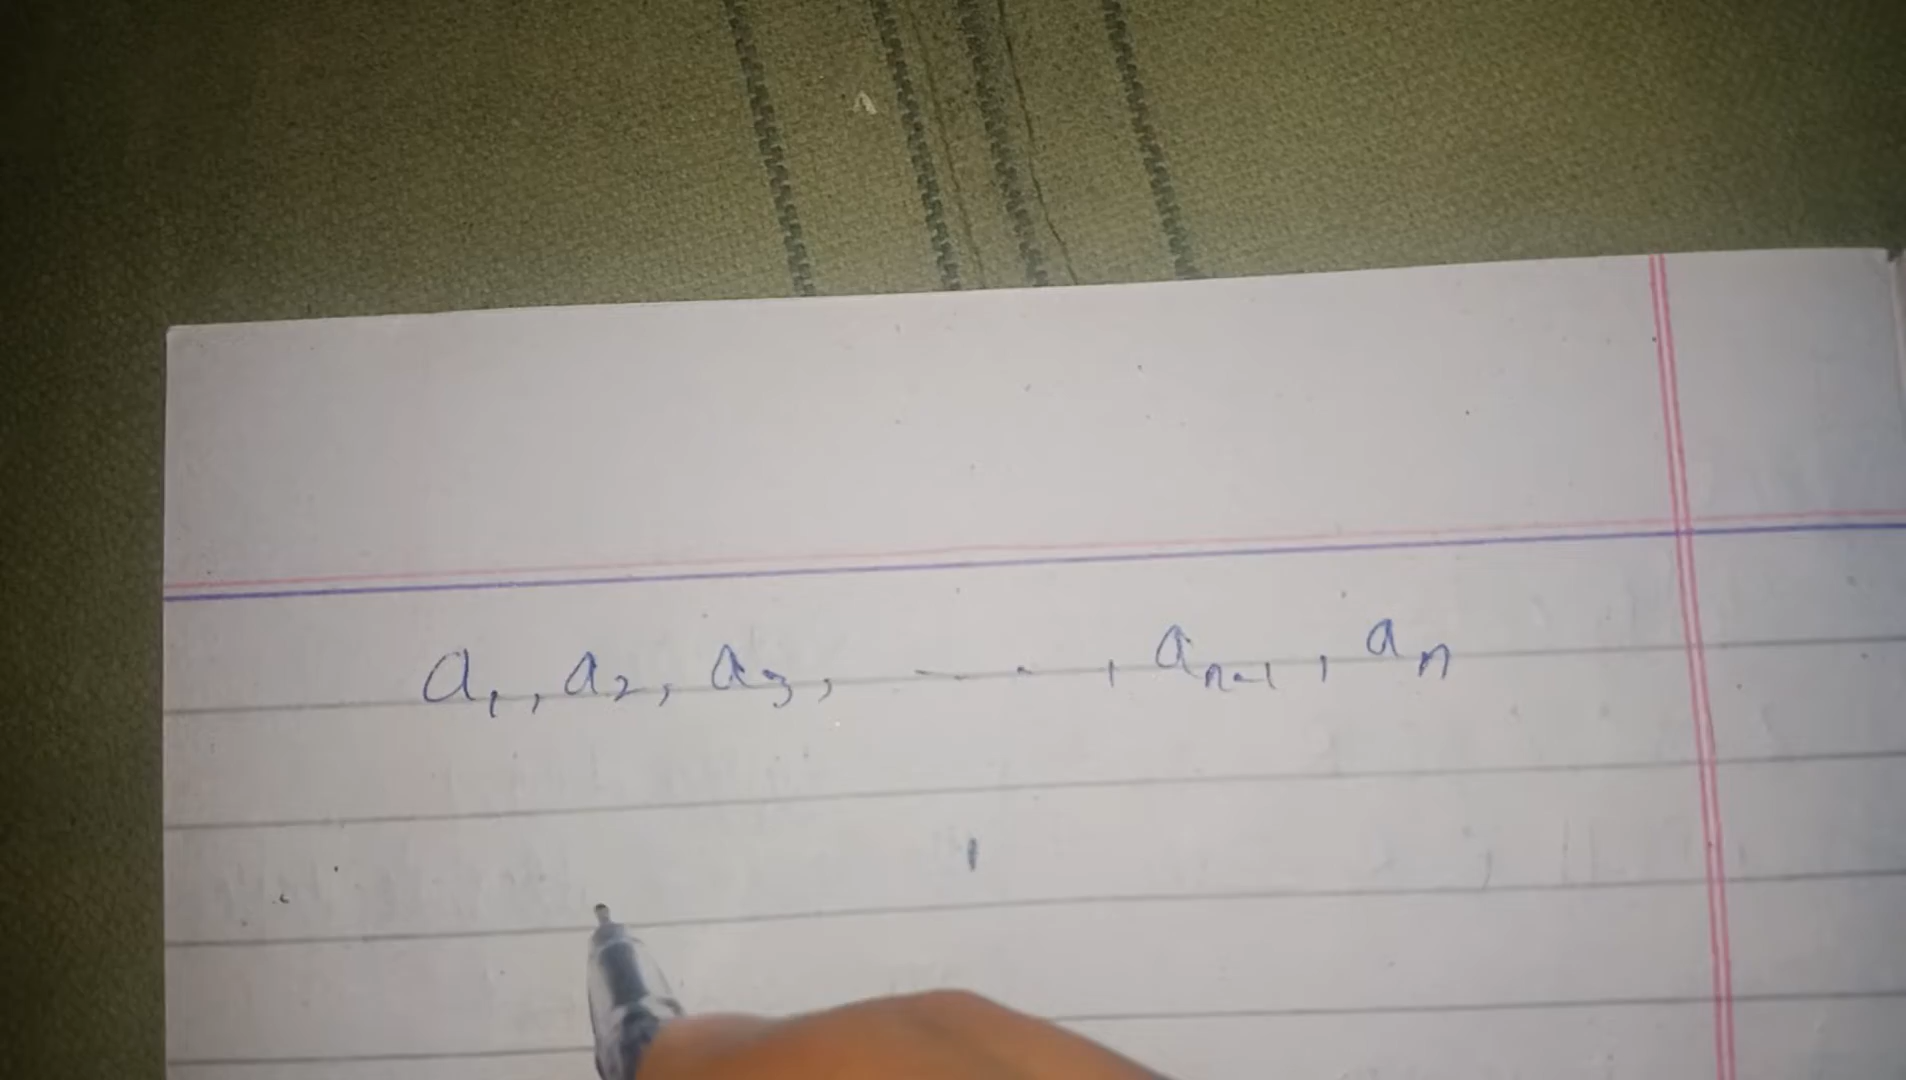 a₁, a₂, a₃, - - - , aₙ₋₁, aₙ